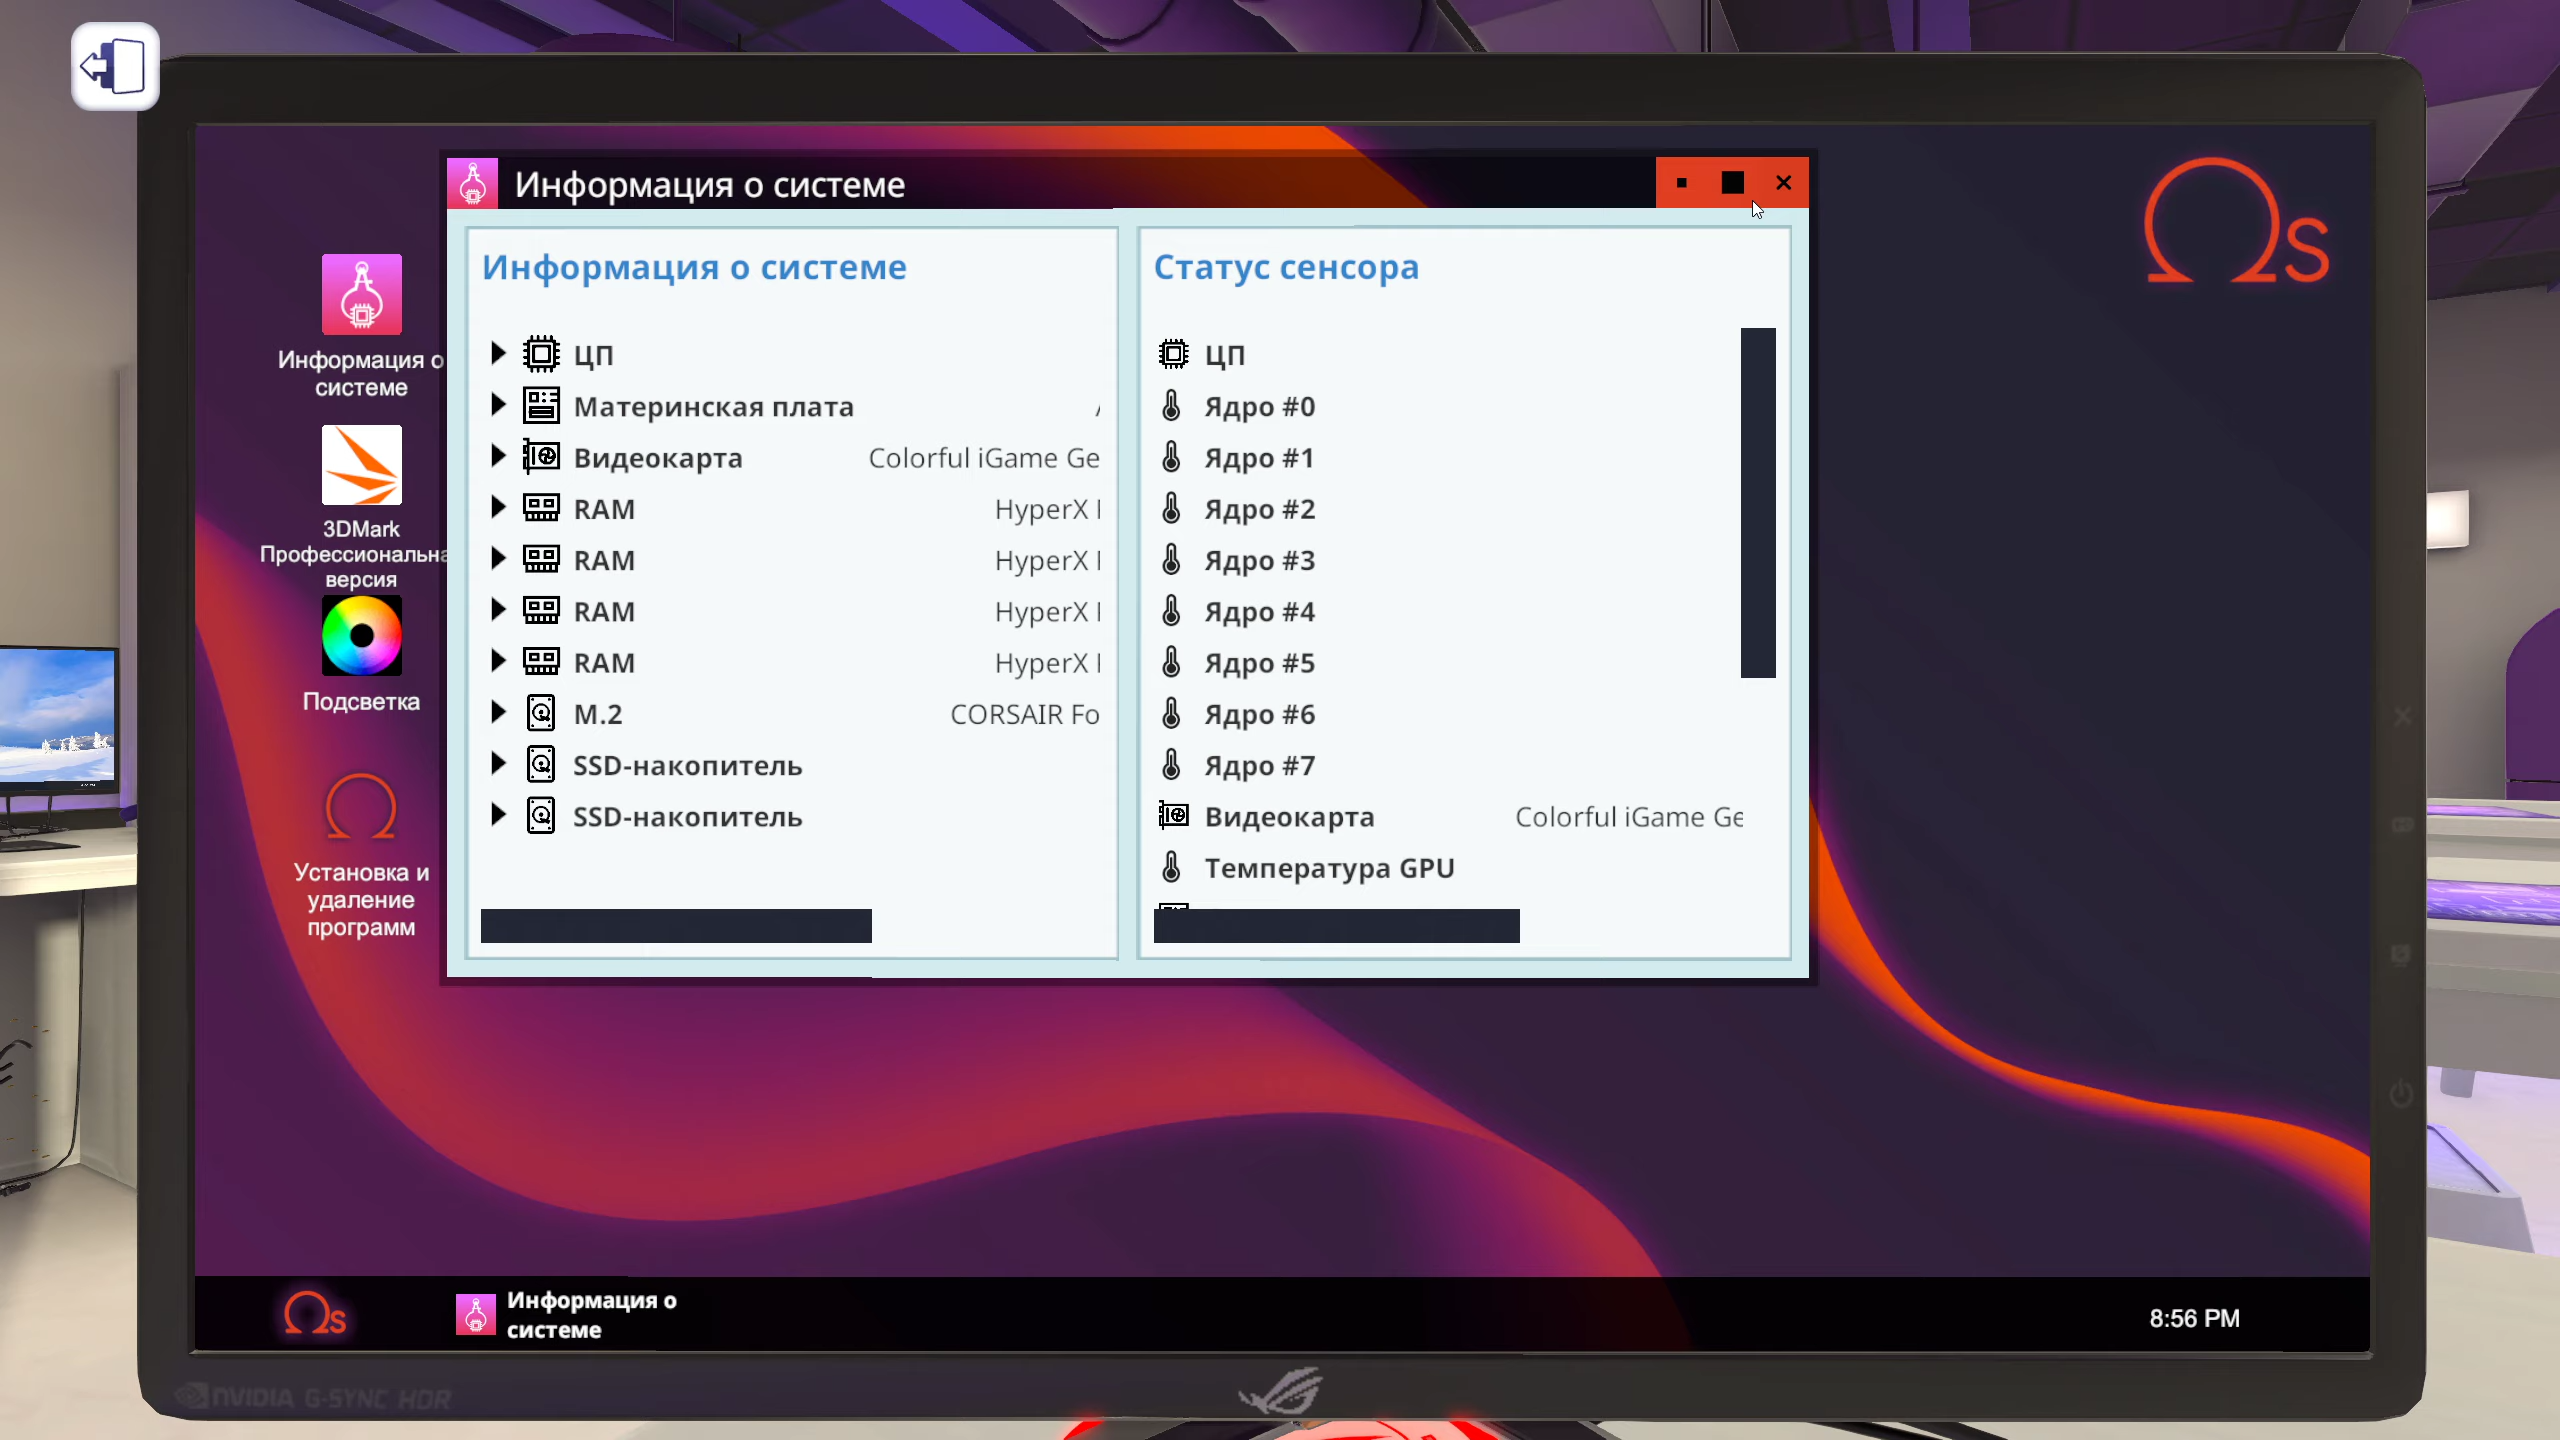 Информация о системе
Информация о
системе
3DMark
Профессиональна
версия
Подсветка
Установка и
удаление
программ
Информация о системе
ЦП
Материнская плата
Видеокарта Colorful iGame Ge
RAM HyperX
RAM HyperX
RAM HyperX
RAM HyperX
M.2 CORSAIR Fo
SSD-накопитель
SSD-накопитель
Статус сенсора
ЦП
Ядро #0
Ядро #1
Ядро #2
Ядро #3
Ядро #4
Ядро #5
Ядро #6
Ядро #7
Видеокарта Colorful iGame Ge
Температура GPU
Ωs
Ωs
Информация о
системе
8:56 PM
NVIDIA G-SYNC HDR